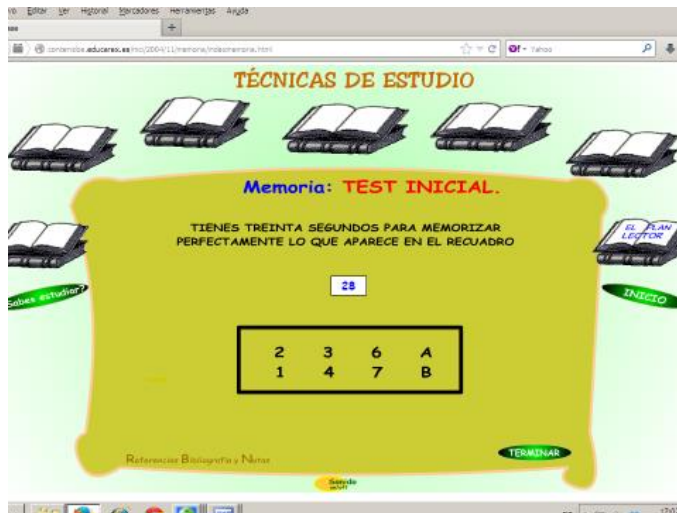 Editar Ver Historial Marcadores Herramientas Ayuda
+
Yahoo
TÉCNICAS DE ESTUDIO
Memoria: TEST INICIAL.
TIENES TREINTA SEGUNDOS PARA MEMORIZAR
PERFECTAMENTE LO QUE APARECE EN EL RECUADRO
EL PLAN
LECTOR
28
¿Sabes estudiar?
INICIO
2 3 6 A
1 4 7 B
TERMINAR
Referencias Bibliografía y Notas
Sonido